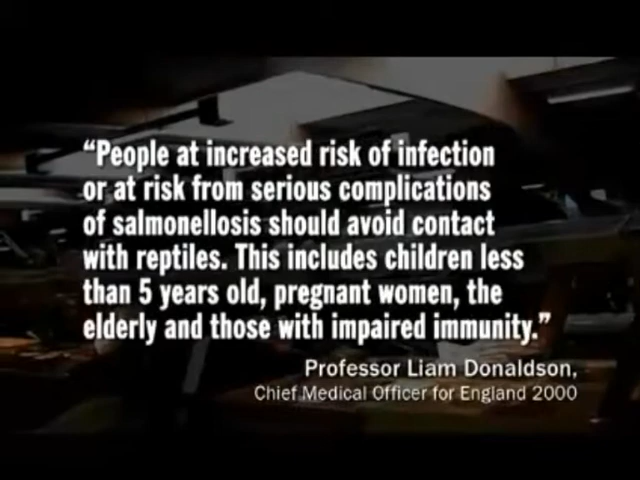 “People at increased risk of infection
or at risk from serious complications
of salmonellosis should avoid contact
with reptiles. This includes children less
than 5 years old, pregnant women, the
elderly and those with impaired immunity.”
Professor Liam Donaldson,
Chief Medical Officer for England 2000